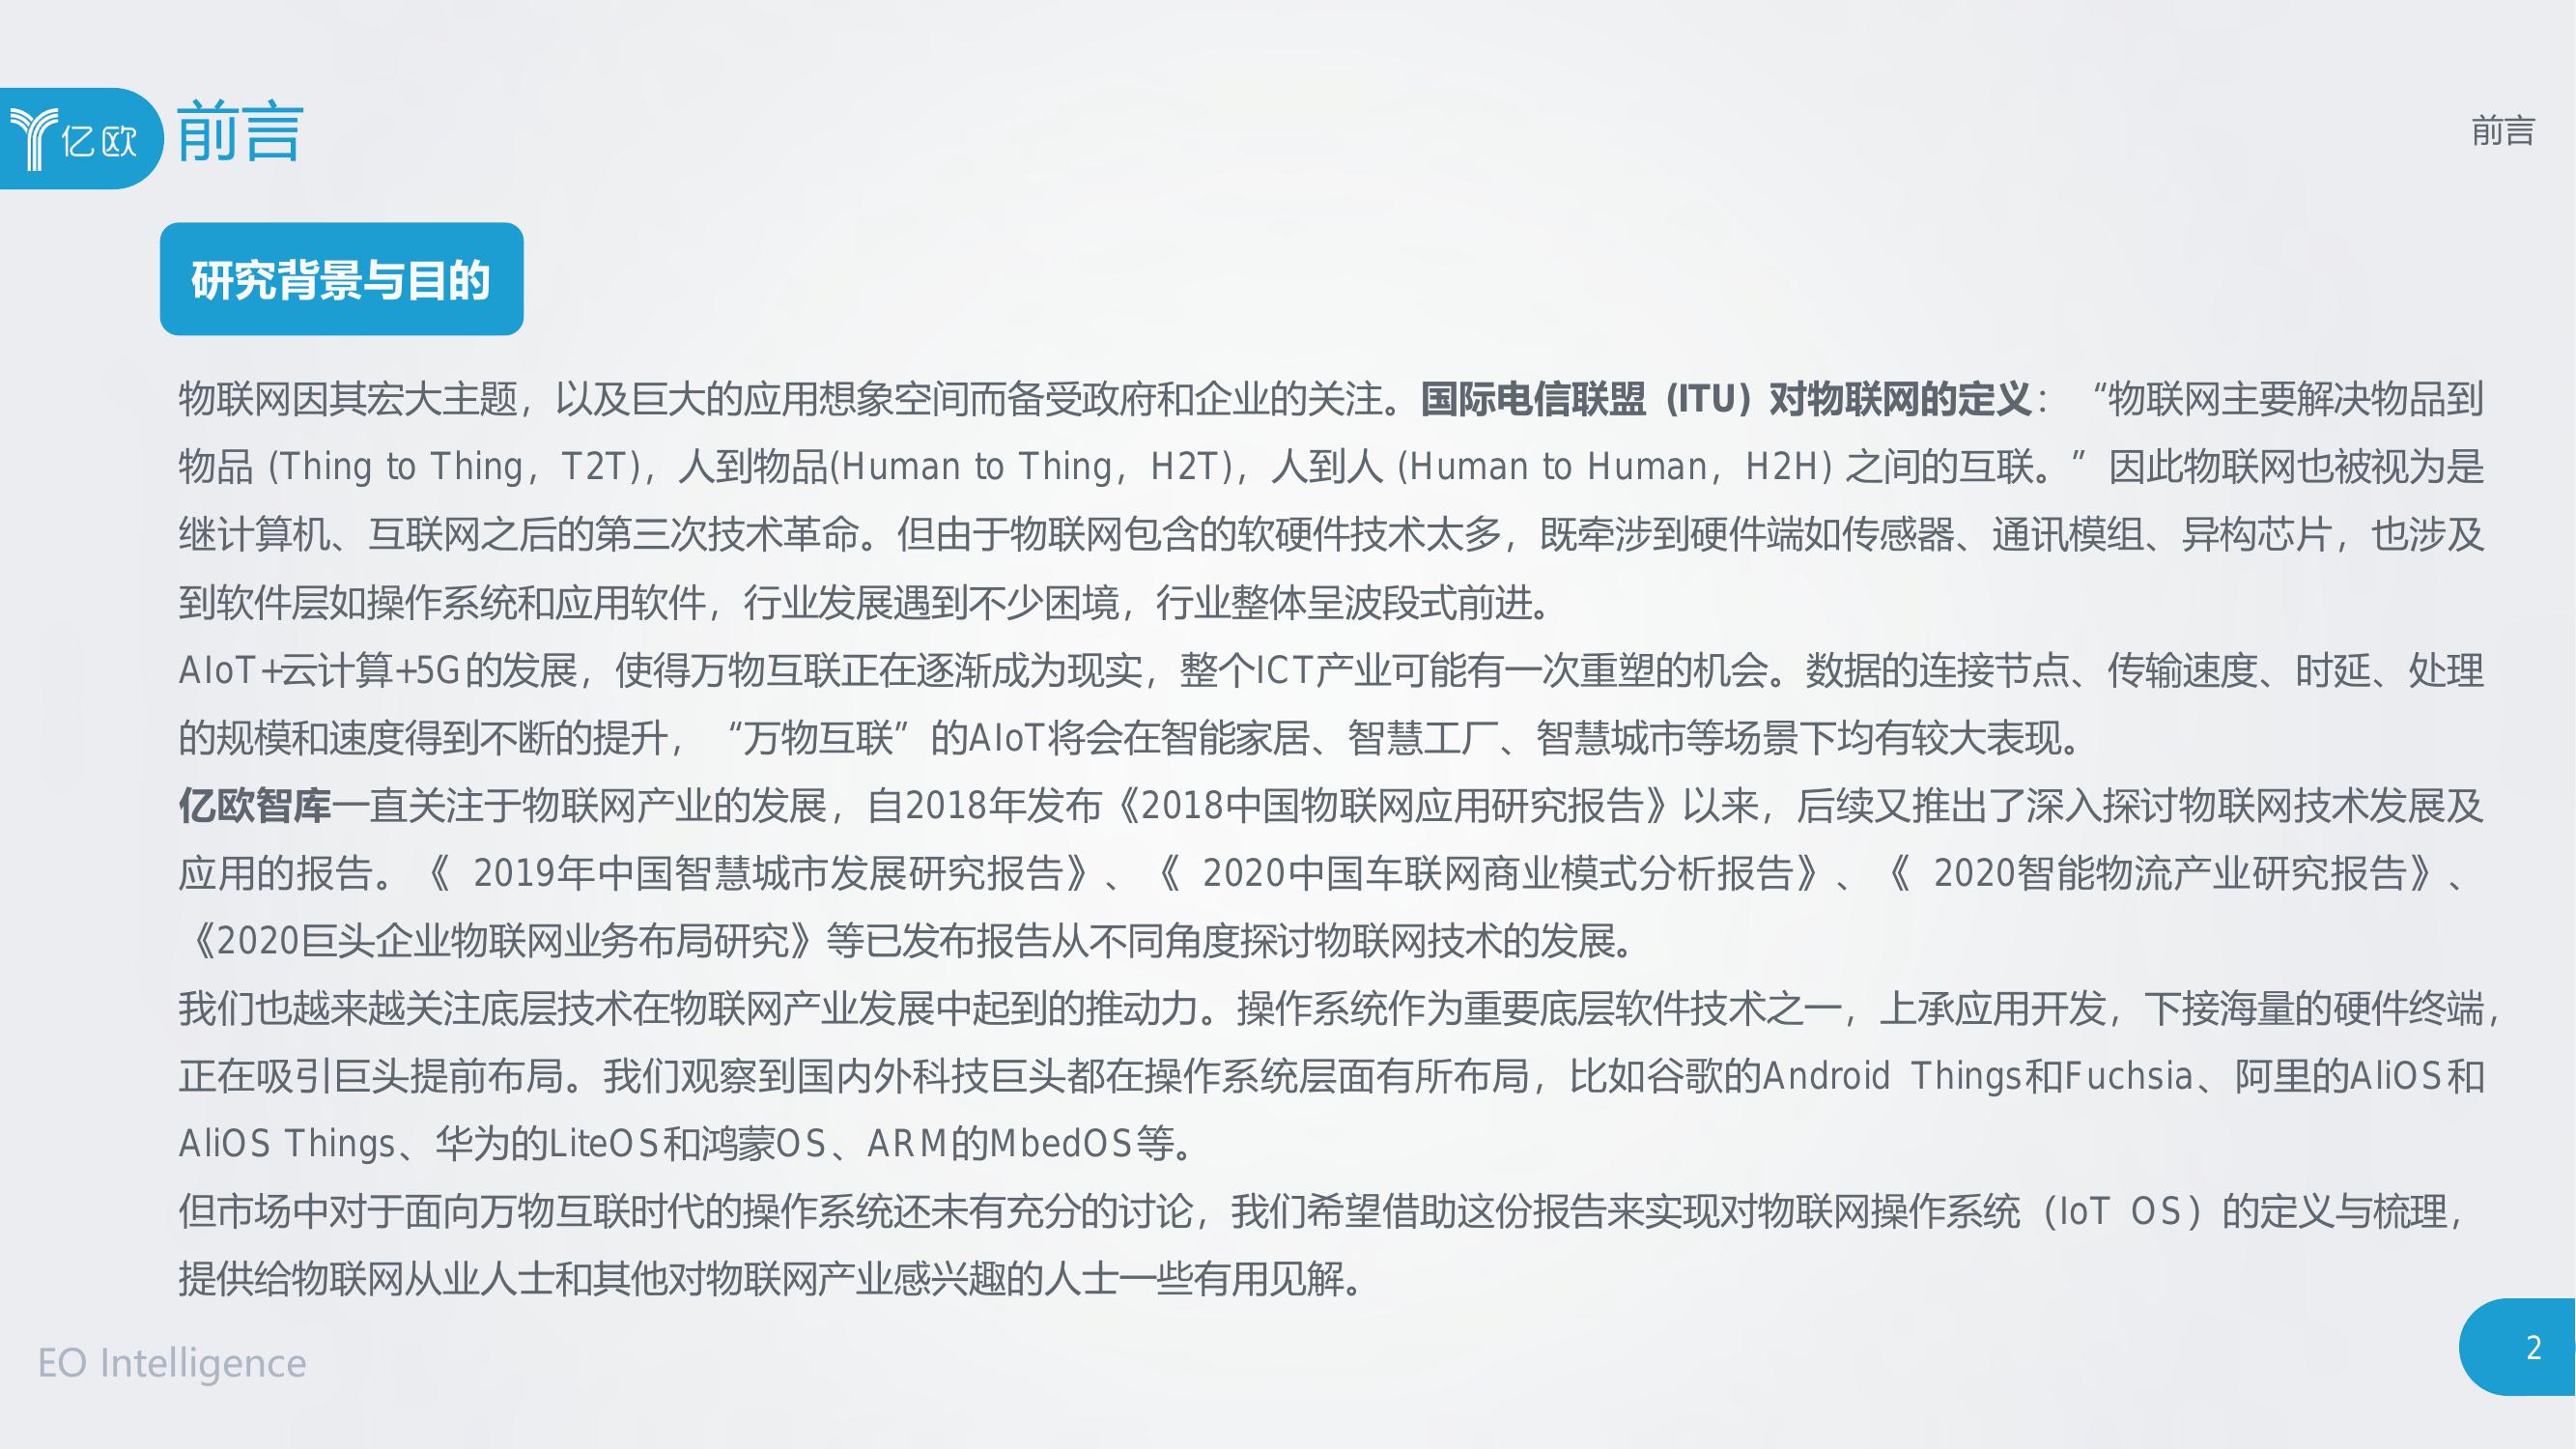 亿欧
前言
前言
研究背景与目的
物联网因其宏大主题，以及巨大的应用想象空间而备受政府和企业的关注。国际电信联盟（ITU）对物联网的定义：“物联网主要解决物品到
物品 (Thing to Thing，T2T)，人到物品(Human to Thing，H2T)，人到人 (Human to Human，H2H) 之间的互联。”因此物联网也被视为是
继计算机、互联网之后的第三次技术革命。但由于物联网包含的软硬件技术太多，既牵涉到硬件端如传感器、通讯模组、异构芯片，也涉及
到软件层如操作系统和应用软件，行业发展遇到不少困境，行业整体呈波段式前进。
AIoT+云计算+5G的发展，使得万物互联正在逐渐成为现实，整个ICT产业可能有一次重塑的机会。数据的连接节点、传输速度、时延、处理
的规模和速度得到不断的提升，“万物互联”的AIoT将会在智能家居、智慧工厂、智慧城市等场景下均有较大表现。
亿欧智库一直关注于物联网产业的发展，自2018年发布《2018中国物联网应用研究报告》以来，后续又推出了深入探讨物联网技术发展及
应用的报告。《 2019年中国智慧城市发展研究报告》、《 2020中国车联网商业模式分析报告》、《 2020智能物流产业研究报告》、
《2020巨头企业物联网业务布局研究》等已发布报告从不同角度探讨物联网技术的发展。
我们也越来越关注底层技术在物联网产业发展中起到的推动力。操作系统作为重要底层软件技术之一，上承应用开发，下接海量的硬件终端，
正在吸引巨头提前布局。我们观察到国内外科技巨头都在操作系统层面有所布局，比如谷歌的Android Things和Fuchsia、阿里的AliOS和
AliOS Things、华为的LiteOS和鸿蒙OS、ARM的MbedOS等。
但市场中对于面向万物互联时代的操作系统还未有充分的讨论，我们希望借助这份报告来实现对物联网操作系统（IoT OS）的定义与梳理，
提供给物联网从业人士和其他对物联网产业感兴趣的人士一些有用见解。
EO Intelligence
2